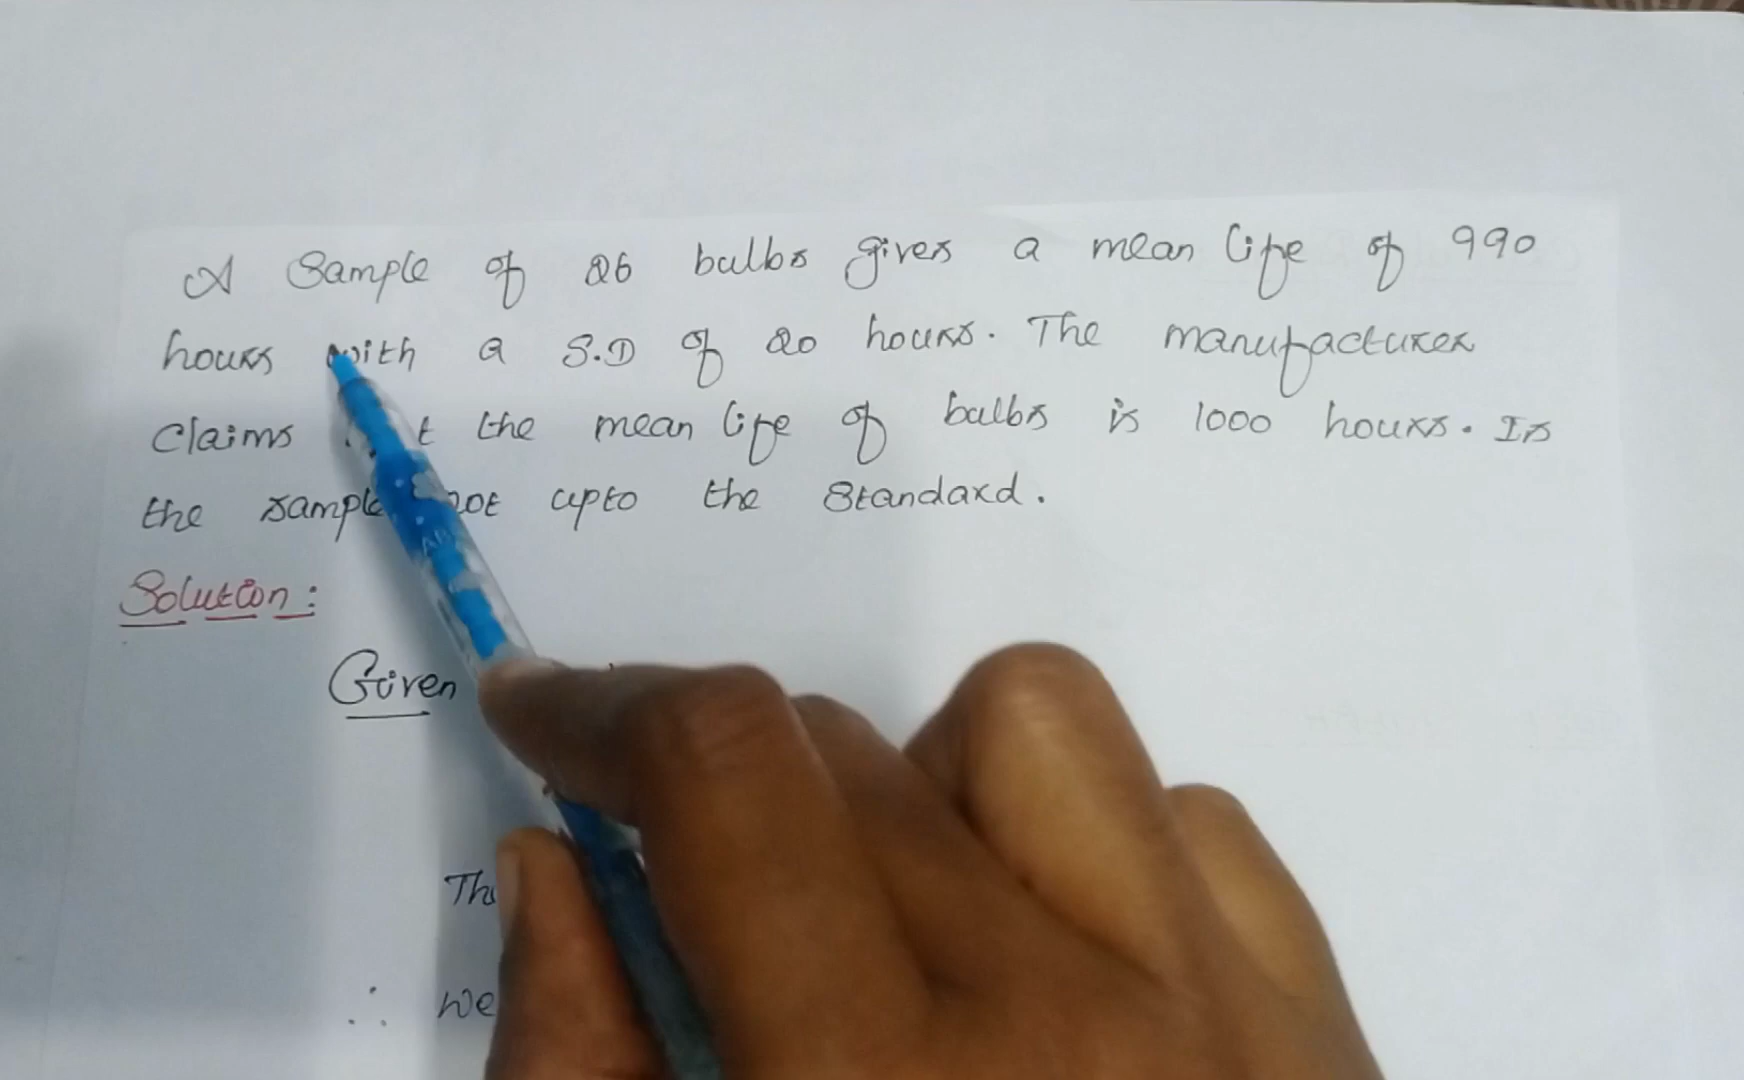 A Sample of 26 bulbs gives a mean life of 990
hours with a S.D of 20 hours. The manufacturer
claims the mean life of bulbs is 1000 hours. Is
the sample not upto the Standard.
Solution:
Given
We